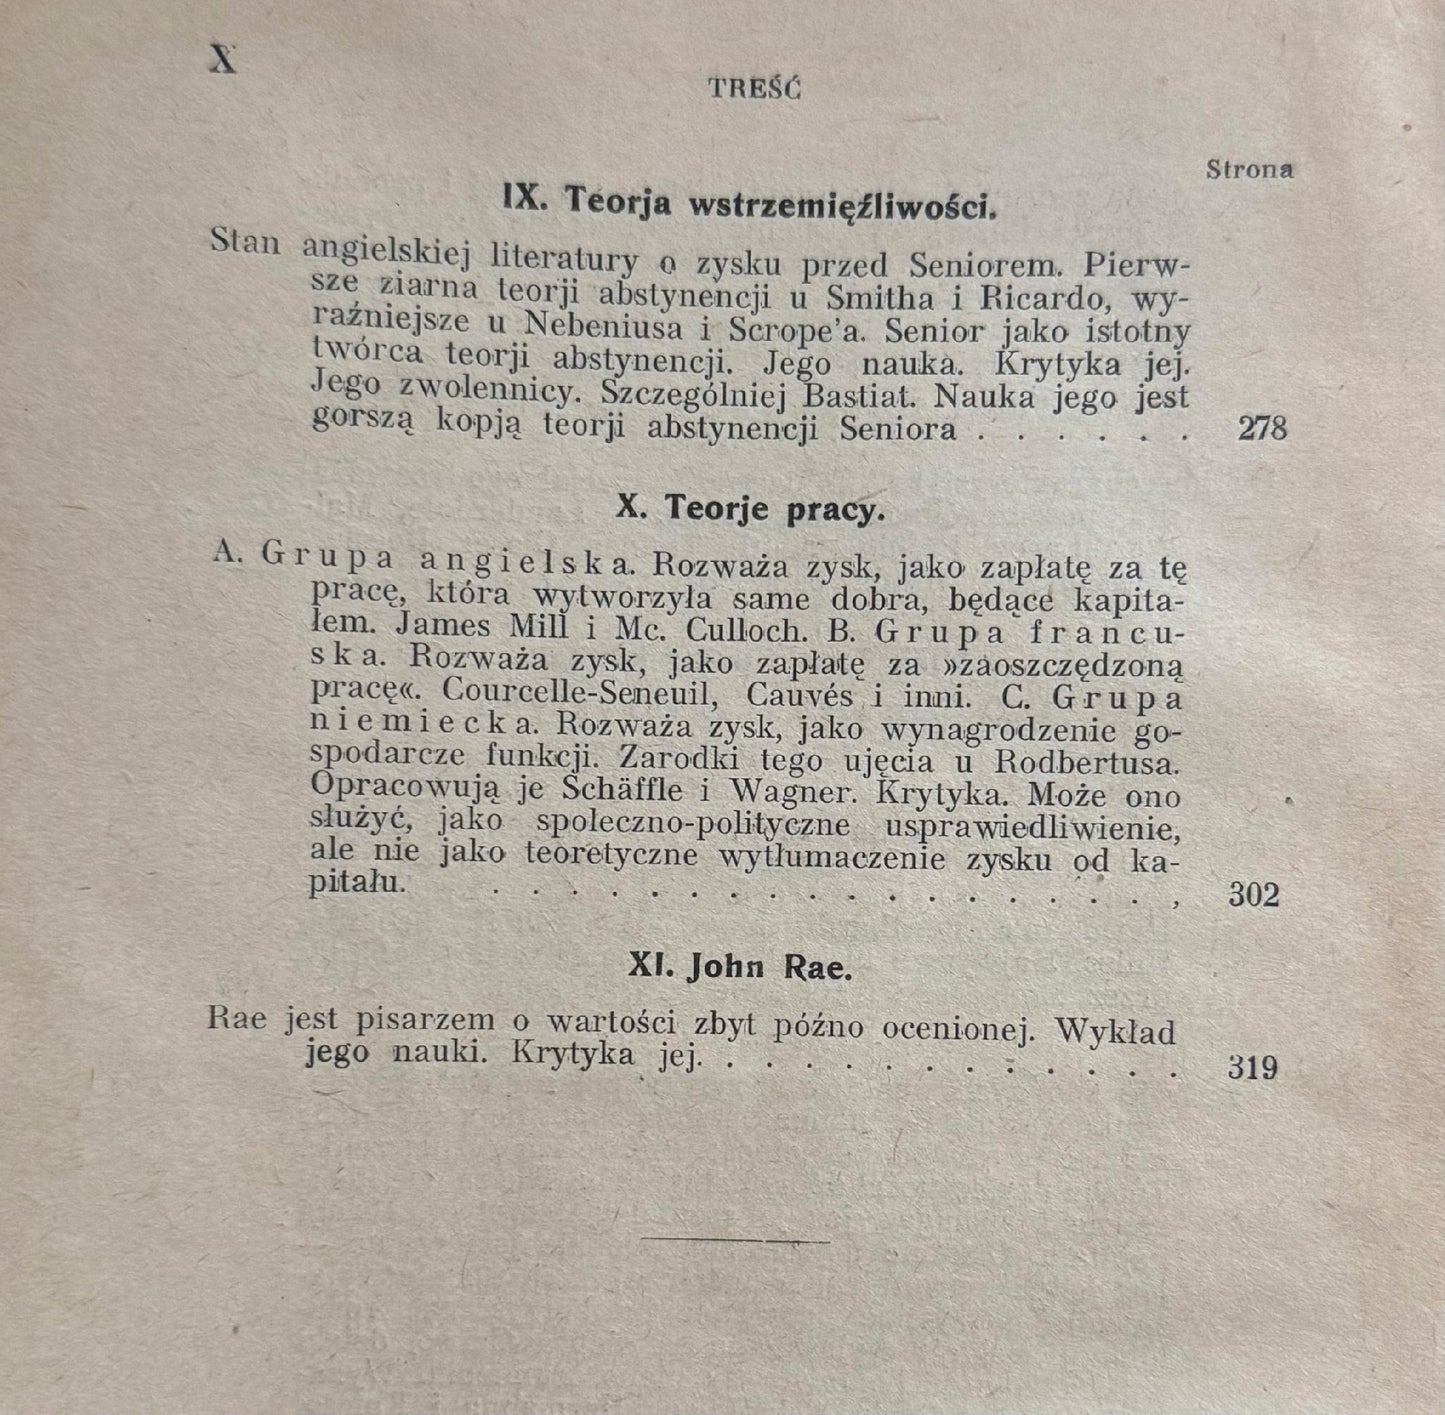 X
TREŚĆ
Strona
IX. Teorja wstrzemięźliwości.
Stan angielskiej literatury o zysku przed Seniorem. Pierw-
sze ziarna teorji abstynencji u Smitha i Ricardo, wy-
raźniejsze u Nebeniusa i Scrope'a. Senior jako istotny
twórca teorji abstynencji. Jego nauka. Krytyka jej.
Jego zwolennicy. Szczególniej Bastiat. Nauka jego jest
gorszą kopją teorji abstynencji Seniora . . . . . . 278
X. Teorje pracy.
A. Grupa angielska. Rozważa zysk, jako zapłatę za tę
pracę, która wytworzyła same dobra, będące kapita-
łem. James Mill i Mc. Culloch. B. Grupa francu-
ska. Rozważa zysk, jako zapłatę za »zaoszczędzoną
pracę«. Courcelle-Seneuil, Cauvés i inni. C. Grupa
niemiecka. Rozważa zysk, jako wynagrodzenie go-
spodarcze funkcji. Zarodki tego ujęcia u Rodbertusa.
Opracowują je Schäffle i Wagner. Krytyka. Może ono
służyć, jako społeczno-polityczne usprawiedliwienie,
ale nie jako teoretyczne wytłumaczenie zysku od ka-
pitału. . . . . . . . . . . . . . . . . , 302
XI. John Rae.
Rae jest pisarzem o wartości zbyt późno ocenionej. Wykład
jego nauki. Krytyka jej. . . . . . . . . . . . . 319